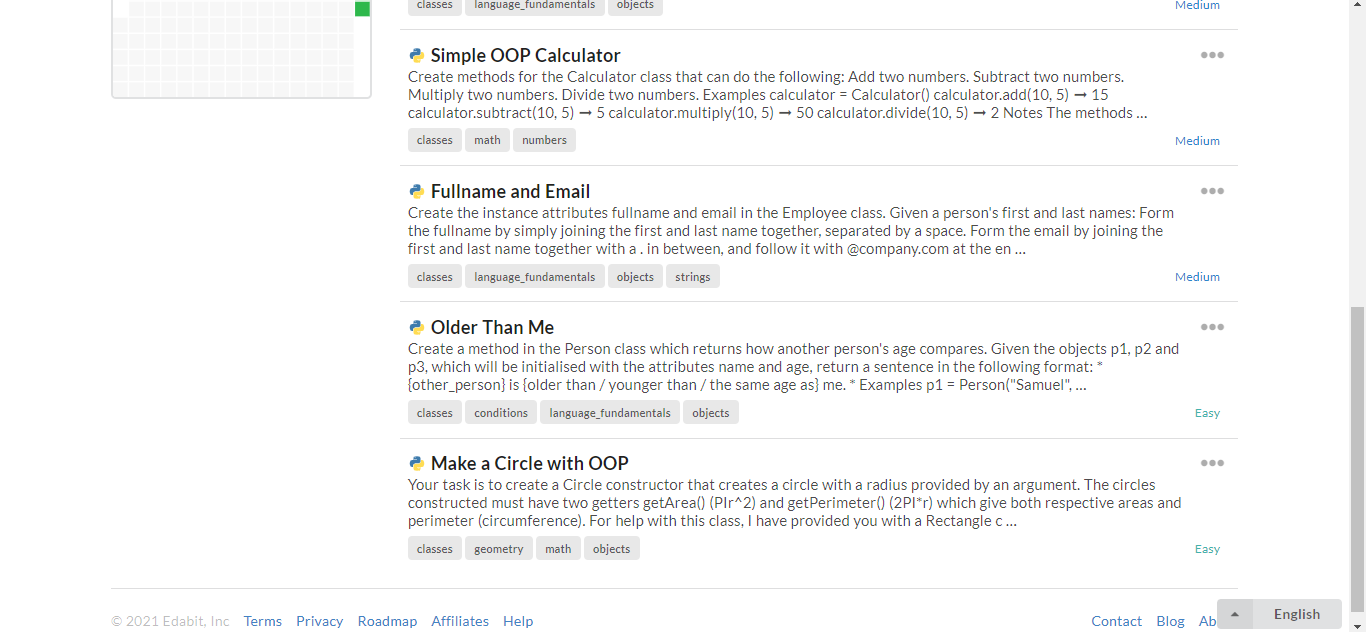 classes language_fundamentals objects
Medium
Simple OOP Calculator
Create methods for the Calculator class that can do the following: Add two numbers. Subtract two numbers.
Multiply two numbers. Divide two numbers. Examples calculator = Calculator() calculator.add(10, 5) ➞ 15
calculator.subtract(10, 5) ➞ 5 calculator.multiply(10, 5) ➞ 50 calculator.divide(10, 5) ➞ 2 Notes The methods ...
classes math numbers
Medium
Fullname and Email
Create the instance attributes fullname and email in the Employee class. Given a person's first and last names: Form
the fullname by simply joining the first and last name together, separated by a space. Form the email by joining the
first and last name together with a . in between, and follow it with @company.com at the en ...
classes language_fundamentals objects strings
Medium
Older Than Me
Create a method in the Person class which returns how another person's age compares. Given the objects p1, p2 and
p3, which will be initialised with the attributes name and age, return a sentence in the following format: *
{other_person} is {older than / younger than / the same age as} me. * Examples p1 = Person("Samuel", ...
classes conditions language_fundamentals objects
Easy
Make a Circle with OOP
Your task is to create a Circle constructor that creates a circle with a radius provided by an argument. The circles
constructed must have two getters getArea() (PIr^2) and getPerimeter() (2PI*r) which give both respective areas and
perimeter (circumference). For help with this class, I have provided you with a Rectangle c ...
classes geometry math objects
Easy
© 2021 Edabit, Inc Terms Privacy Roadmap Affiliates Help
Contact Blog Ab
English